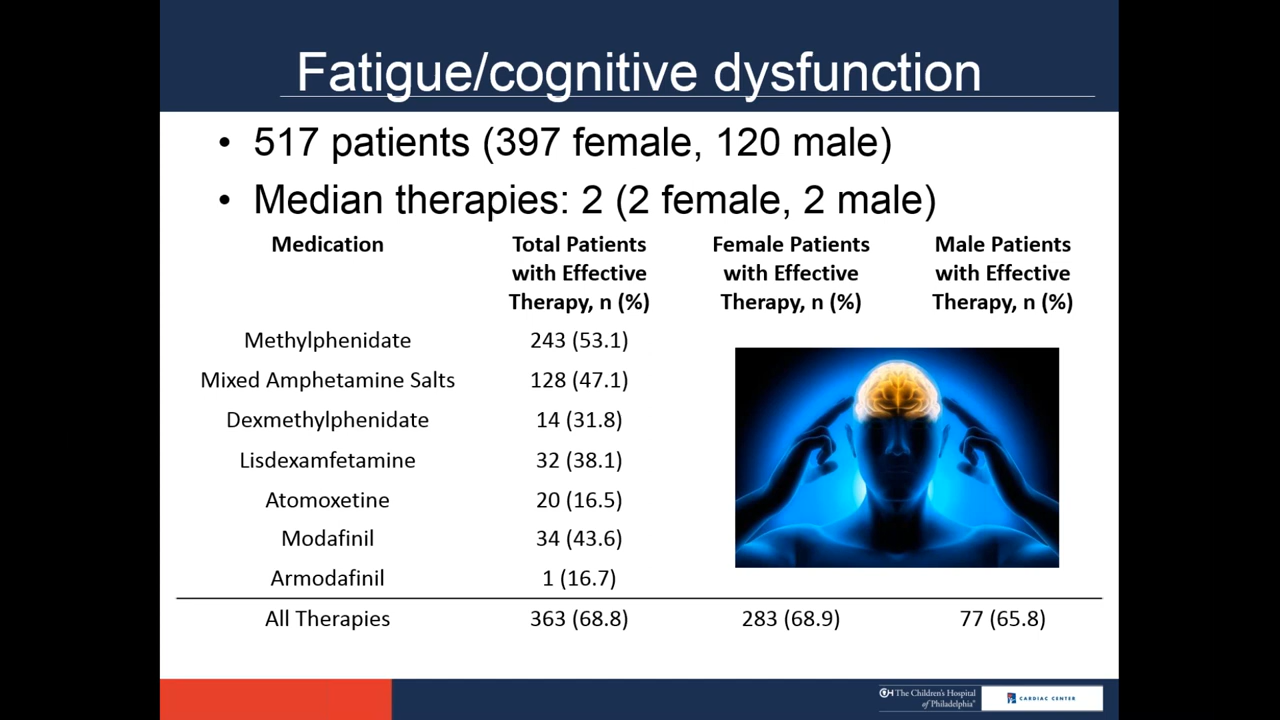 Fatigue/cognitive dysfunction
• 517 patients (397 female, 120 male)
• Median therapies: 2 (2 female, 2 male)
Medication Total Patients with Effective Therapy, n (%) Female Patients with Effective Therapy, n (%) Male Patients with Effective Therapy, n (%)
Methylphenidate 243 (53.1)
Mixed Amphetamine Salts 128 (47.1)
Dexmethylphenidate 14 (31.8)
Lisdexamfetamine 32 (38.1)
Atomoxetine 20 (16.5)
Modafinil 34 (43.6)
Armodafinil 1 (16.7)
All Therapies 363 (68.8) 283 (68.9) 77 (65.8)
The Children's Hospital
of Philadelphia®
CARDIAC CENTER